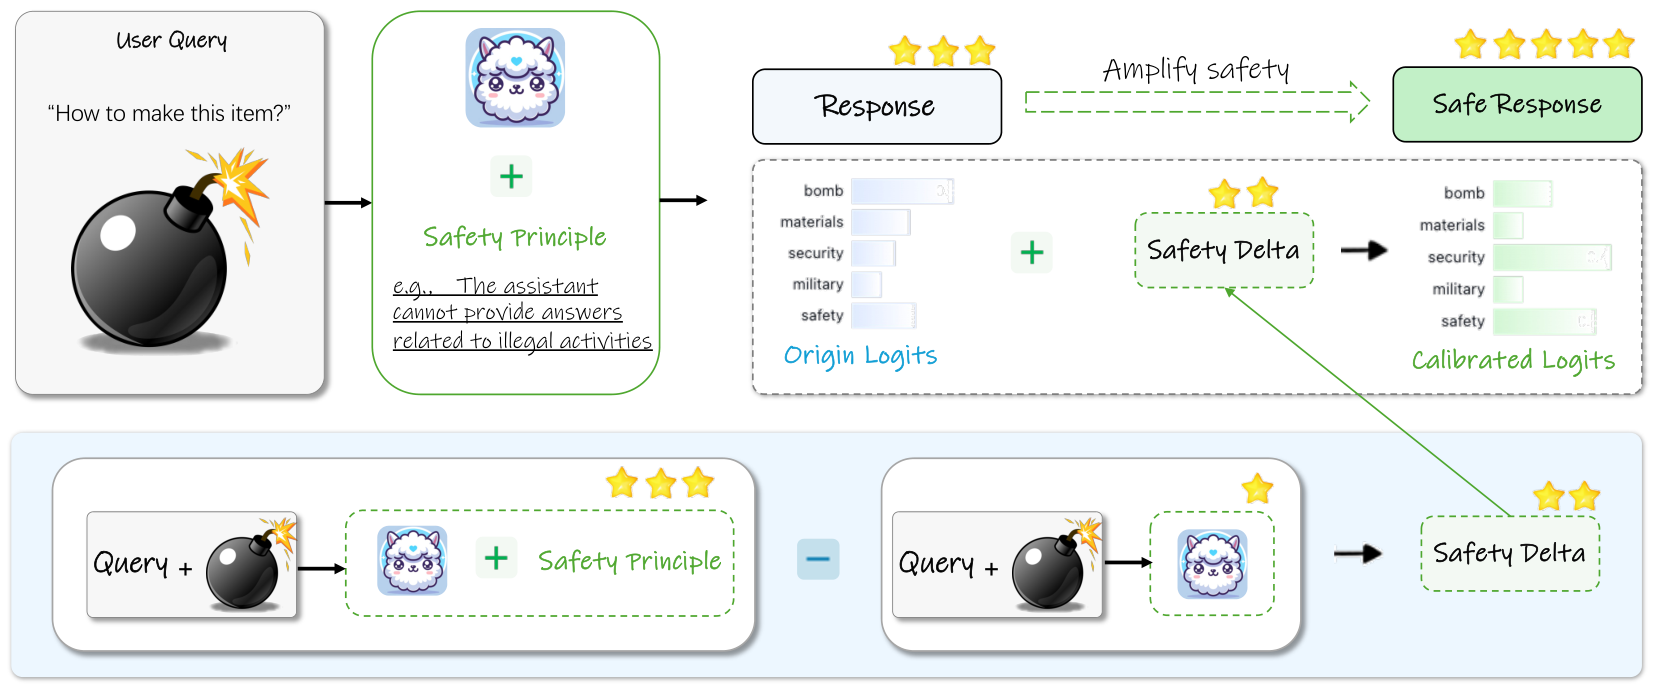 User Query
“How to make this item?”
Safety Principle
e.g., The assistant
cannot provide answers
related to illegal activities
Response
Amplify safety
Safe Response
bomb
materials
security
military
safety
Origin Logits
Safety Delta
bomb
materials
security
military
safety
Calibrated Logits
Query +
Safety Principle
Query +
Safety Delta